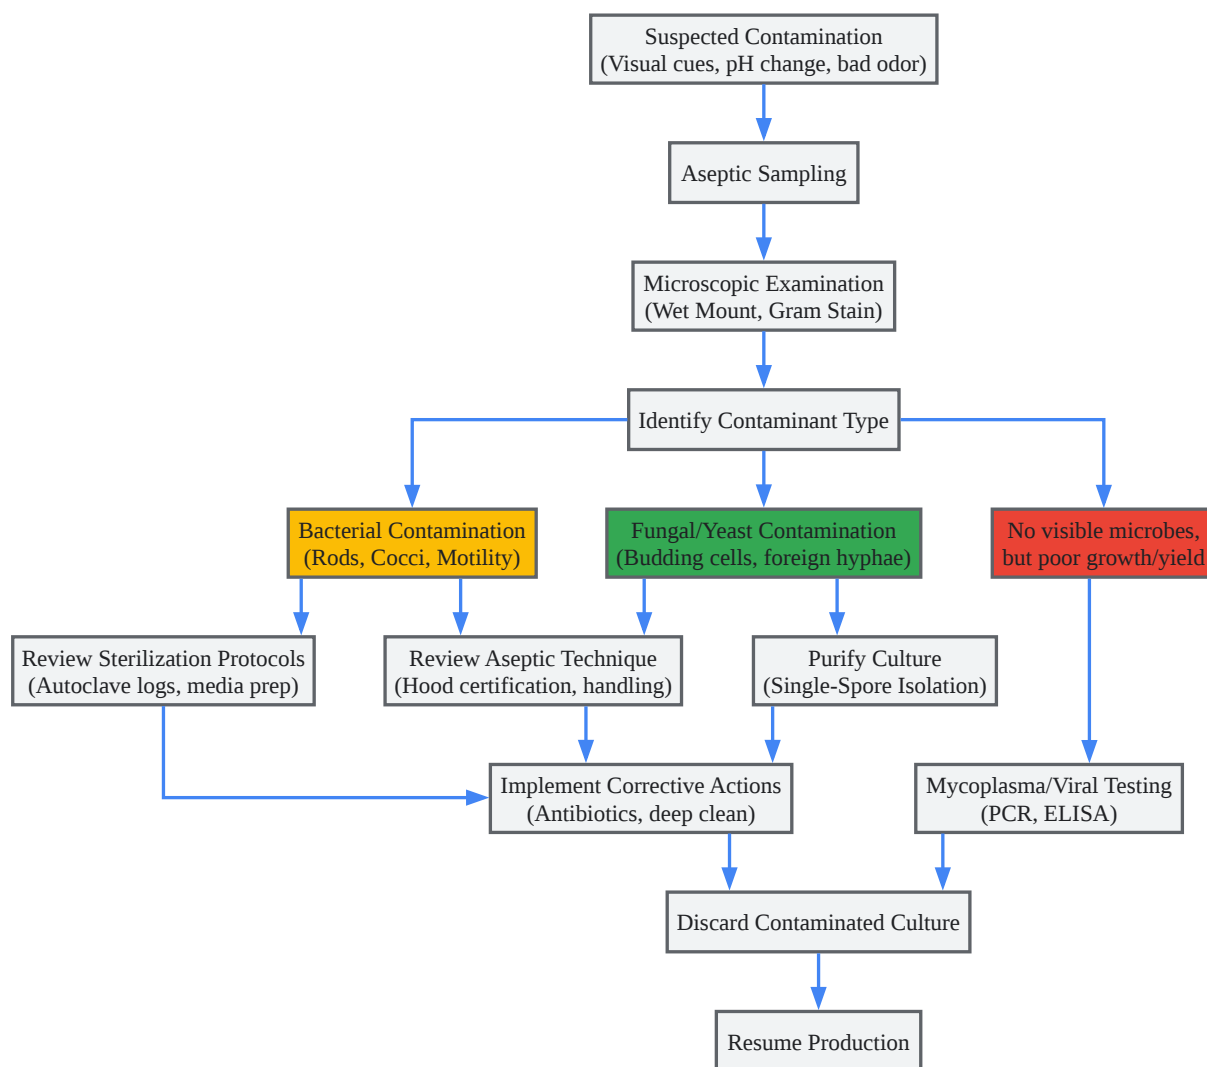 Suspected Contamination
(Visual cues, pH change, bad odor)
Aseptic Sampling
Microscopic Examination
(Wet Mount, Gram Stain)
Identify Contaminant Type
Bacterial Contamination
(Rods, Cocci, Motility)
Fungal/Yeast Contamination
(Budding cells, foreign hyphae)
No visible microbes,
but poor growth/yield
Review Sterilization Protocols
(Autoclave logs, media prep)
Review Aseptic Technique
(Hood certification, handling)
Purify Culture
(Single-Spore Isolation)
Implement Corrective Actions
(Antibiotics, deep clean)
Mycoplasma/Viral Testing
(PCR, ELISA)
Discard Contaminated Culture
Resume Production